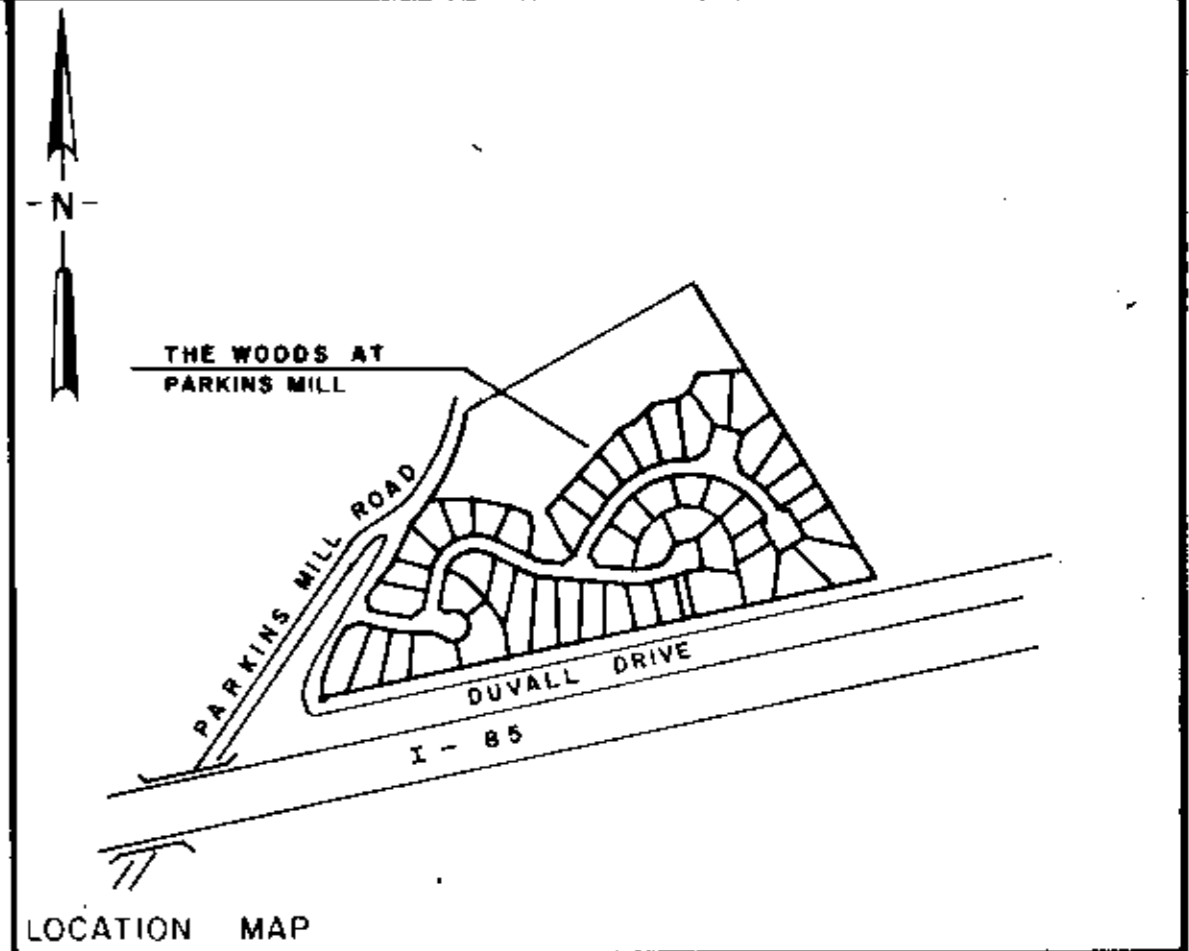 - N -
THE WOODS AT
PARKINS MILL
PARKINS MILL ROAD
DUVALL DRIVE
I - 85
LOCATION MAP